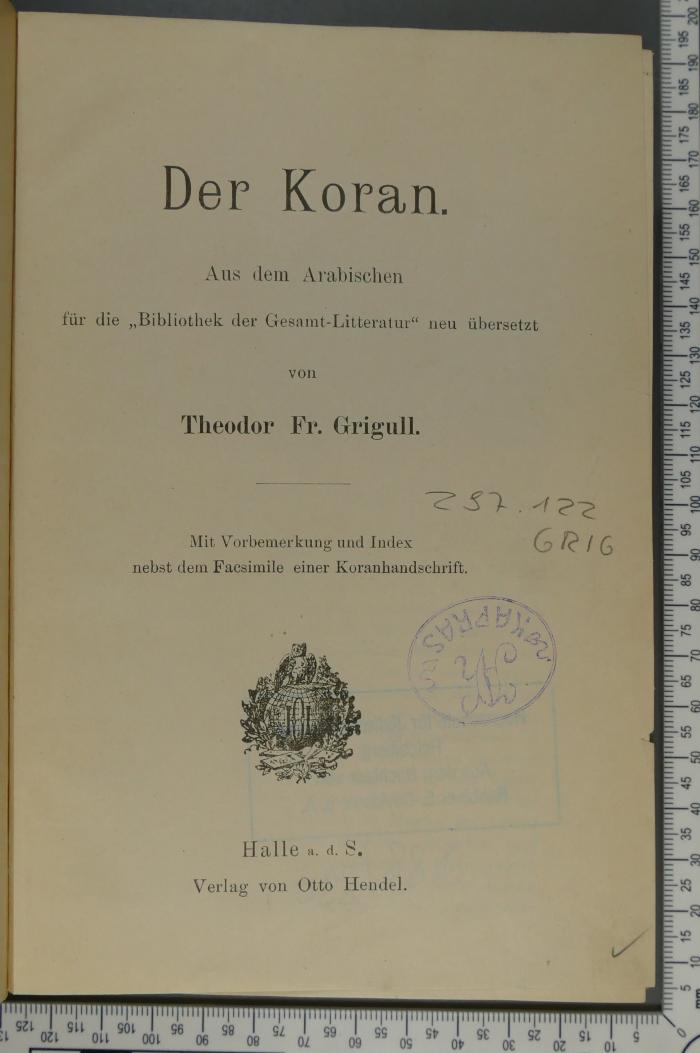 Der Koran.
Aus dem Arabischen
für die „Bibliothek der Gesamt-Litteratur“ neu übersetzt
von
Theodor Fr. Grigull.
297.122
GRIG
Mit Vorbemerkung und Index
nebst dem Facsimile einer Koranhandschrift.
Halle a. d. S.
Verlag von Otto Hendel.